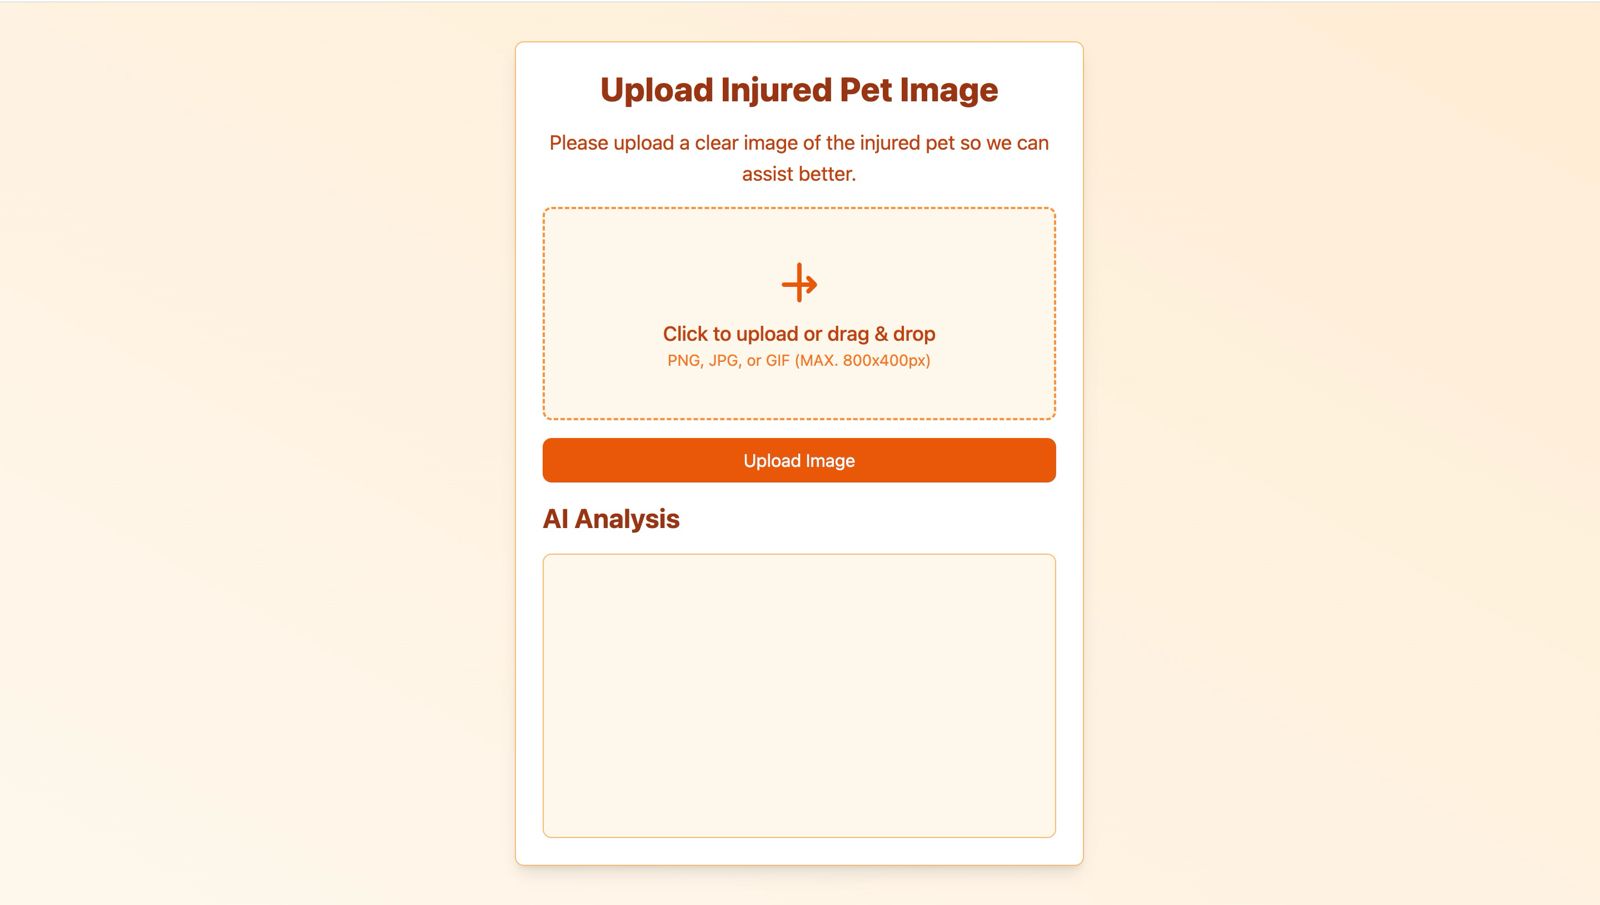 Upload Injured Pet Image
Please upload a clear image of the injured pet so we can
assist better.
Click to upload or drag & drop
PNG, JPG, or GIF (MAX. 800x400px)
Upload Image
AI Analysis